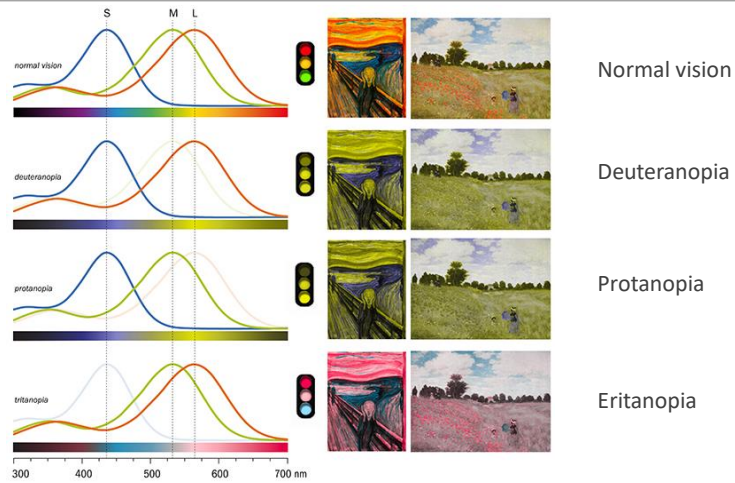 S M L
normal vision
Normal vision
deuteranopia
Deuteranopia
protanopia
Protanopia
tritanopia
Eritanopia
300 400 500 600 700 nm